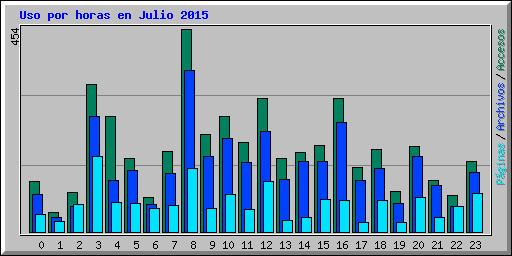 Uso por horas en Julio 2015
454
Páginas / Archivos / Accesos
0 1 2 3 4 5 6 7 8 9 10 11 12 13 14 15 16 17 18 19 20 21 22 23